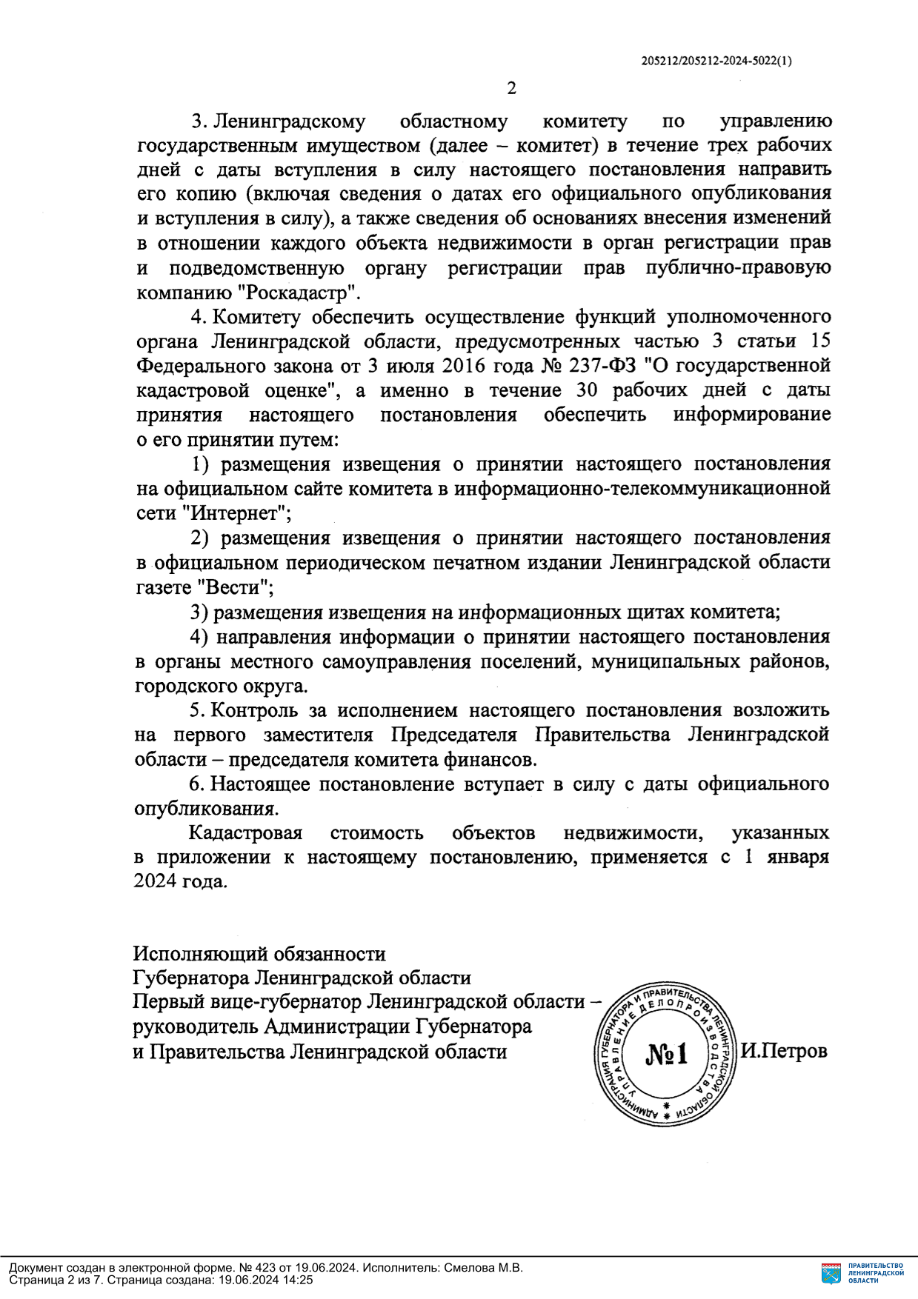 205212/205212-2024-5022(1)
2
3. Ленинградскому областному комитету по управлению
государственным имуществом (далее – комитет) в течение трех рабочих
дней с даты вступления в силу настоящего постановления направить
его копию (включая сведения о датах его официального опубликования
и вступления в силу), а также сведения об основаниях внесения изменений
в отношении каждого объекта недвижимости в орган регистрации прав
и подведомственную органу регистрации прав публично-правовую
компанию "Роскадастр".
4. Комитету обеспечить осуществление функций уполномоченного
органа Ленинградской области, предусмотренных частью 3 статьи 15
Федерального закона от 3 июля 2016 года № 237-ФЗ "О государственной
кадастровой оценке", а именно в течение 30 рабочих дней с даты
принятия настоящего постановления обеспечить информирование
о его принятии путем:
1) размещения извещения о принятии настоящего постановления
на официальном сайте комитета в информационно-телекоммуникационной
сети "Интернет";
2) размещения извещения о принятии настоящего постановления
в официальном периодическом печатном издании Ленинградской области
газете "Вести";
3) размещения извещения на информационных щитах комитета;
4) направления информации о принятии настоящего постановления
в органы местного самоуправления поселений, муниципальных районов,
городского округа.
5. Контроль за исполнением настоящего постановления возложить
на первого заместителя Председателя Правительства Ленинградской
области – председателя комитета финансов.
6. Настоящее постановление вступает в силу с даты официального
опубликования.
Кадастровая стоимость объектов недвижимости, указанных
в приложении к настоящему постановлению, применяется с 1 января
2024 года.
Исполняющий обязанности
Губернатора Ленинградской области
Первый вице-губернатор Ленинградской области –
руководитель Администрации Губернатора
и Правительства Ленинградской области
И.Петров
АДМИНИСТРАЦИЯ ГУБЕРНАТОРА И ПРАВИТЕЛЬСТВА ЛЕНИНГРАДСКОЙ ОБЛАСТИ
УПРАВЛЕНИЕ ДЕЛОПРОИЗВОДСТВА
№1
Документ создан в электронной форме. № 423 от 19.06.2024. Исполнитель: Смелова М.В.
Страница 2 из 7. Страница создана: 19.06.2024 14:25
ПРАВИТЕЛЬСТВО
ЛЕНИНГРАДСКОЙ
ОБЛАСТИ